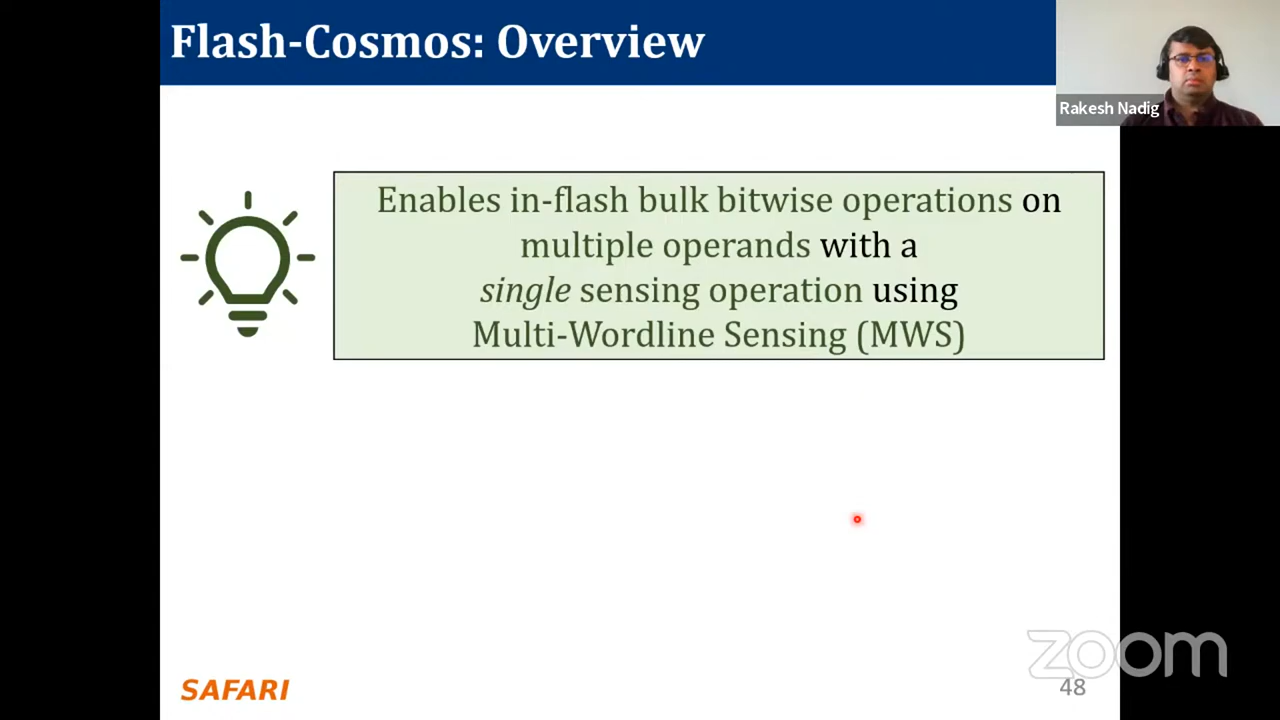 Flash-Cosmos: Overview
Rakesh Nadig
Enables in-flash bulk bitwise operations on
multiple operands with a
single sensing operation using
Multi-Wordline Sensing (MWS)
SAFARI
zoom
48